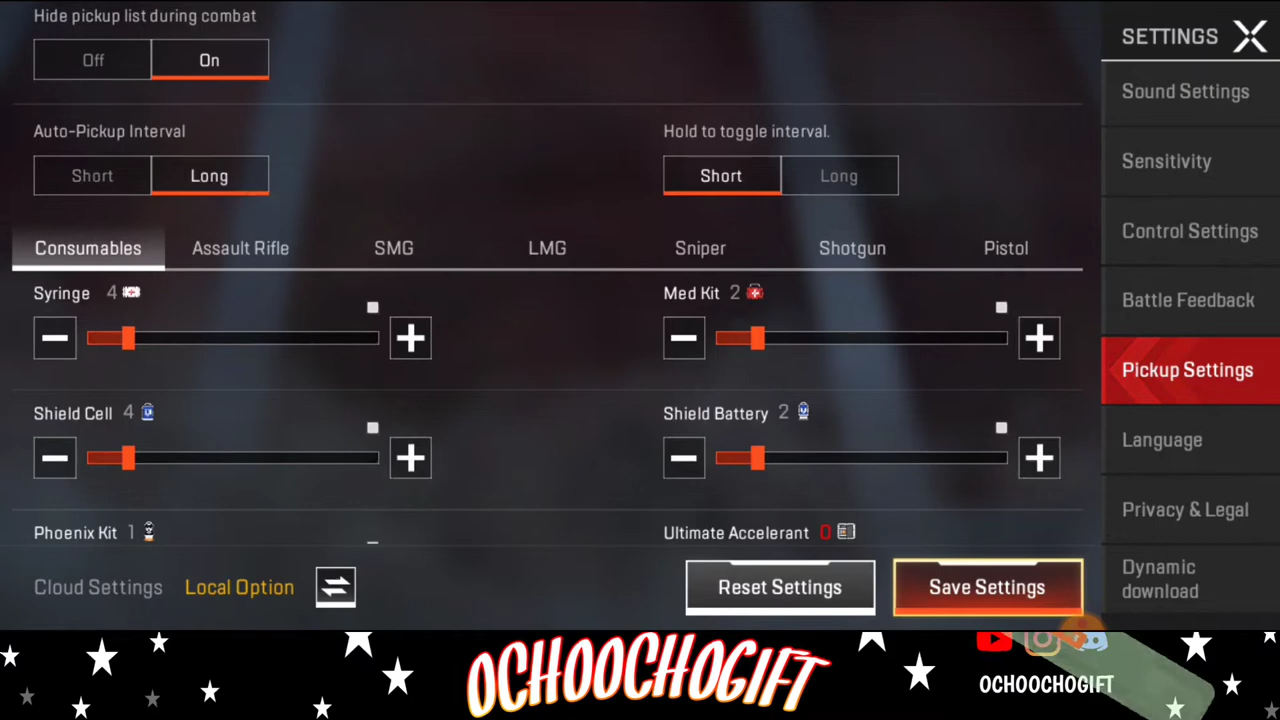 Hide pickup list during combat
Off On
Auto-Pickup Interval
Short Long
Hold to toggle interval.
Short Long
Consumables Assault Rifle SMG LMG Sniper Shotgun Pistol
Syringe 4
Med Kit 2
Shield Cell 4
Shield Battery 2
Phoenix Kit 1
Ultimate Accelerant 0
Cloud Settings Local Option
Reset Settings
Save Settings
SETTINGS
Sound Settings
Sensitivity
Control Settings
Battle Feedback
Pickup Settings
Language
Privacy & Legal
Dynamic
download
OCHOOCHOGIFT
OCHOOCHOGIFT